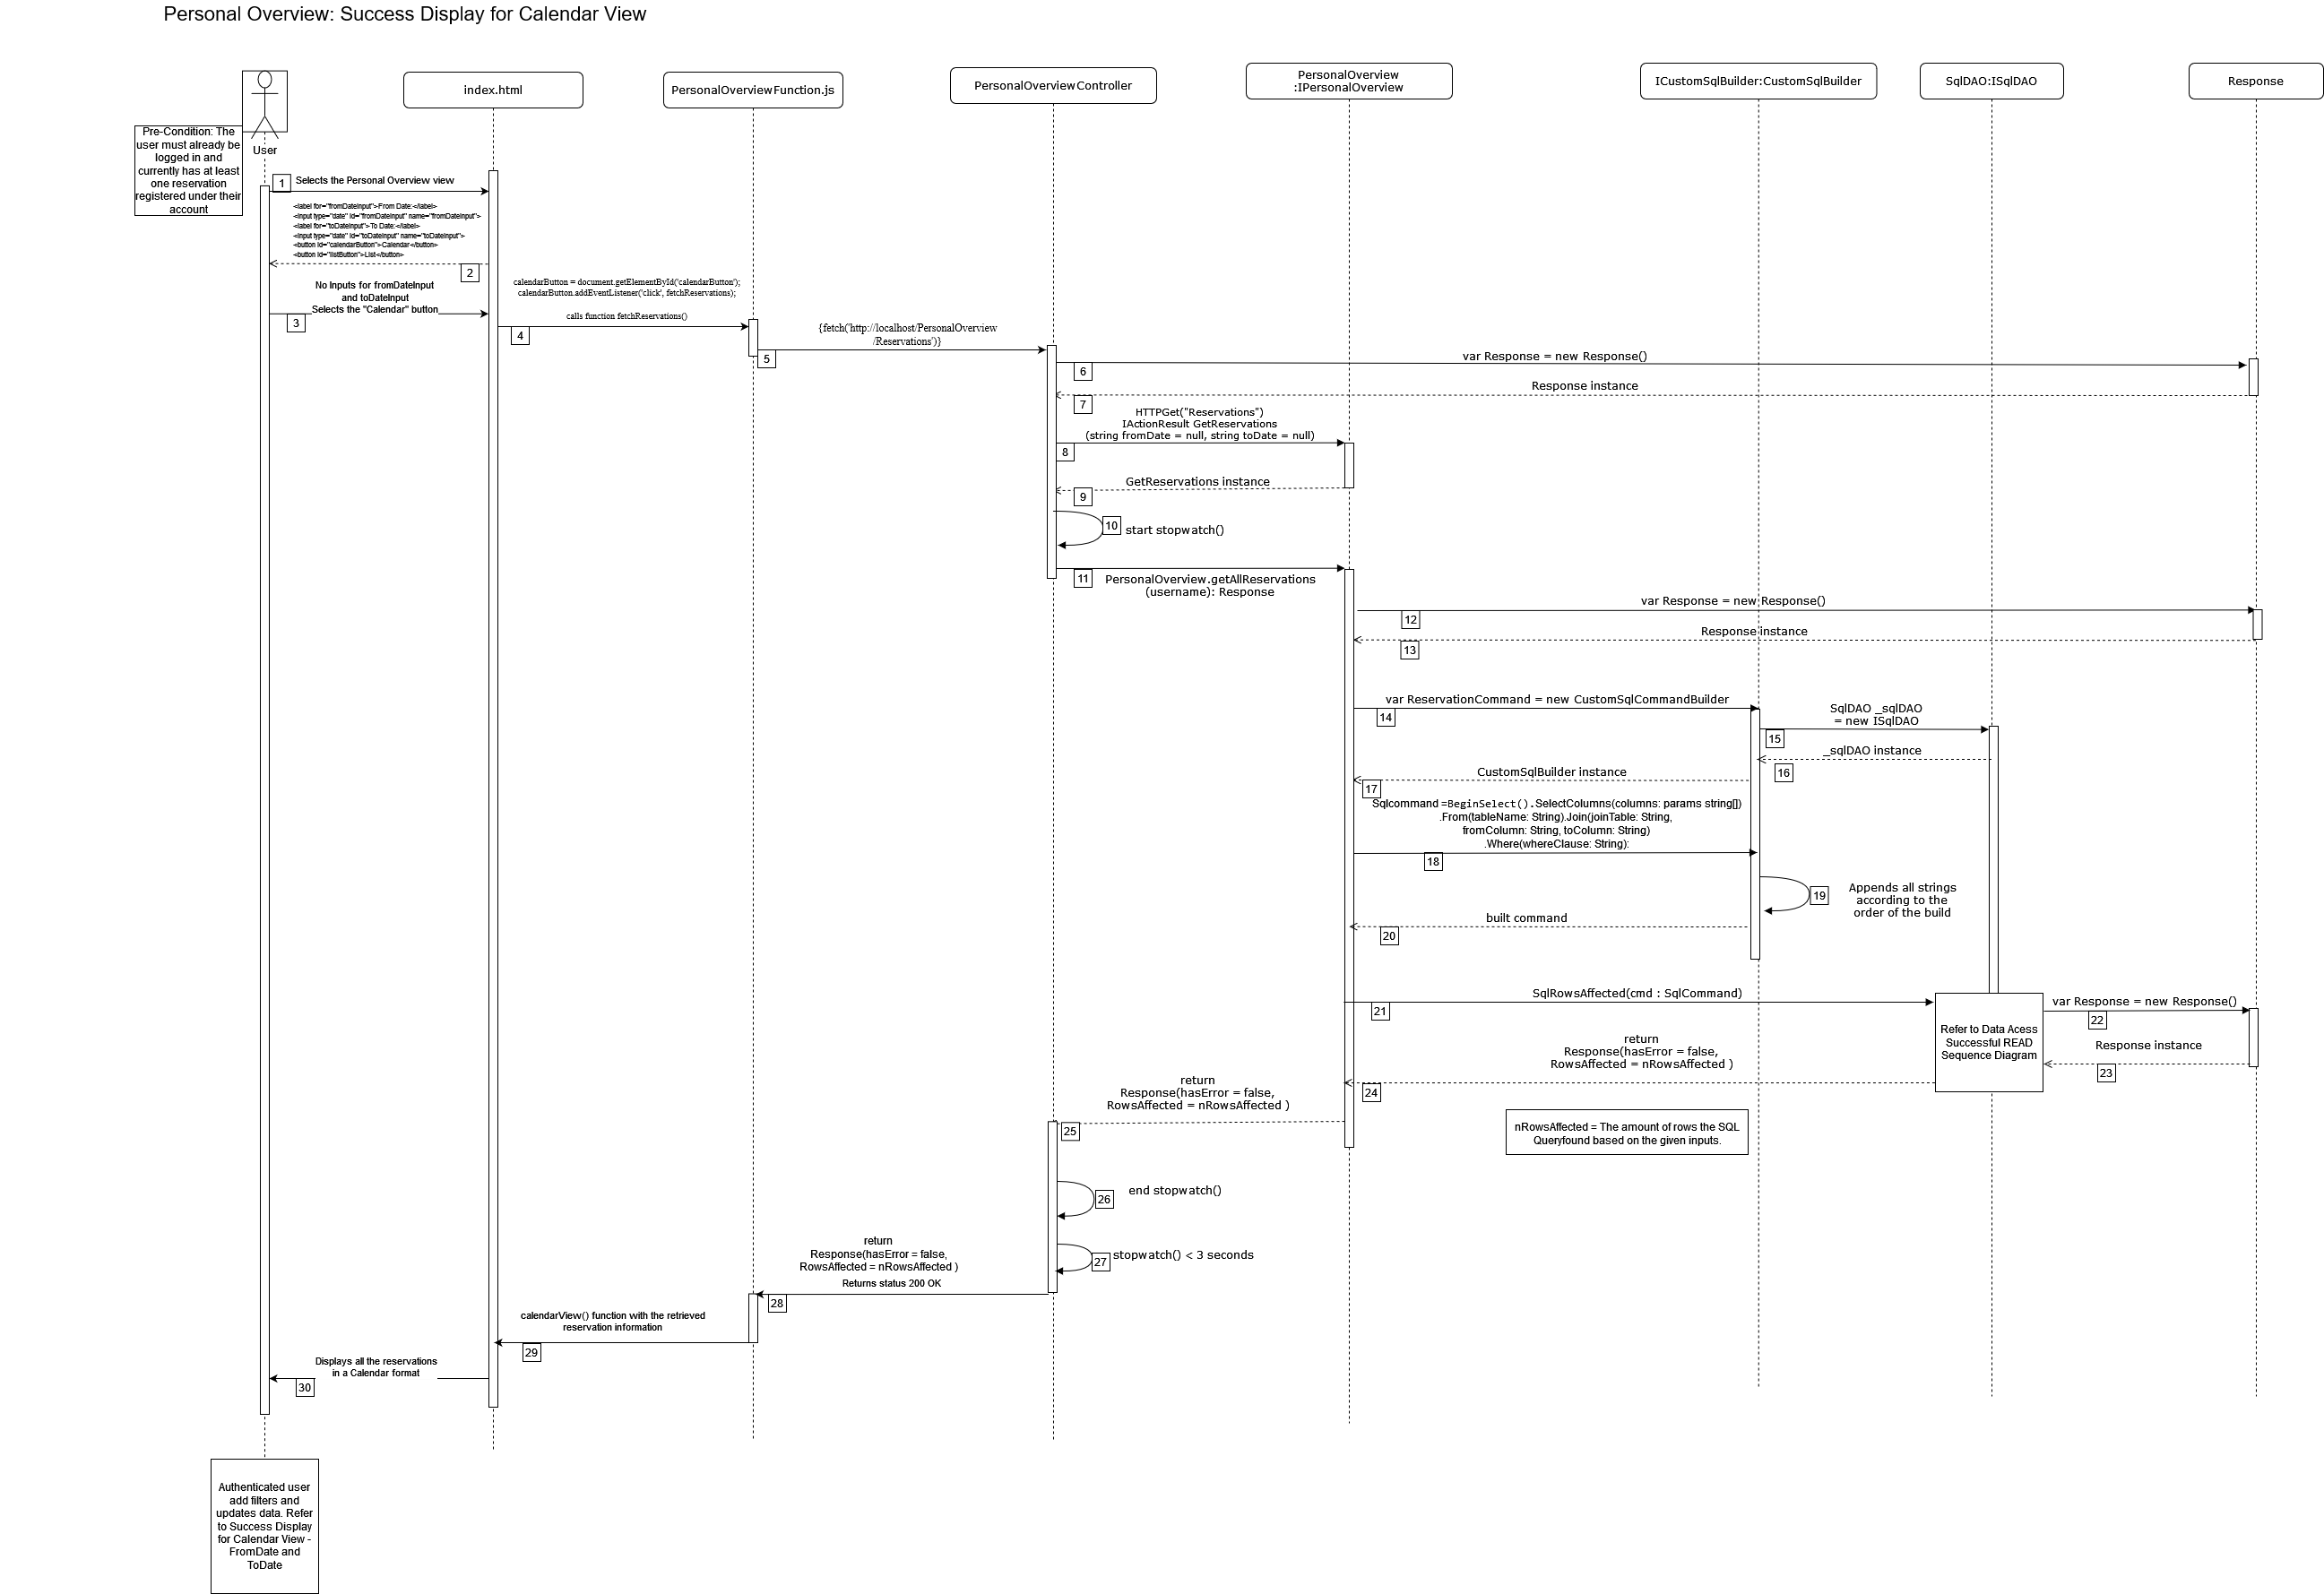 Personal Overview: Success Display for Calendar View
index.html
PersonalOverviewFunction.js
PersonalOverviewController
PersonalOverview
:IPersonalOverview
ICustomSqlBuilder:CustomSqlBuilder
SqlDAO:ISqlDAO
Response
User
Pre-Condition: The
user must already be
logged in and
currently has at least
one reservation
registered under their
account
1
Selects the Personal Overview view
<label for="fromDateInput">From Date:</label>
<input type="date" id="fromDateInput" name="fromDateInput">
<label for="toDateInput">To Date:</label>
<input type="date" id="toDateInput" name="toDateInput">
<button id="calendarButton">Calendar</button>
<button id="listButton">List</button>
2
No Inputs for fromDateInput
and toDateInput
Selects the "Calendar" button
3
calendarButton = document.getElementById('calendarButton');
calendarButton.addEventListener('click', fetchReservations);
calls function fetchReservations()
4
{fetch('http://localhost/PersonalOverview
/Reservations')}
5
var Response = new Response()
6
Response instance
7
HTTPGet("Reservations")
IActionResult GetReservations
(string fromDate = null, string toDate = null)
8
GetReservations instance
9
10
start stopwatch()
11
PersonalOverview.getAllReservations
(username): Response
var Response = new Response()
12
Response instance
13
var ReservationCommand = new CustomSqlCommandBuilder
14
SqlDAO _sqlDAO
= new ISqlDAO
15
_sqlDAO instance
16
CustomSqlBuilder instance
17
Sqlcommand =BeginSelect().SelectColumns(columns: params string[])
.From(tableName: String).Join(joinTable: String,
fromColumn: String, toColumn: String)
.Where(whereClause: String):
18
19
Appends all strings
according to the
order of the build
built command
20
SqlRowsAffected(cmd : SqlCommand)
21
Refer to Data Acess
Successful READ
Sequence Diagram
var Response = new Response()
22
Response instance
23
return
Response(hasError = false,
RowsAffected = nRowsAffected )
24
return
Response(hasError = false,
RowsAffected = nRowsAffected )
25
nRowsAffected = The amount of rows the SQL
Queryfound based on the given inputs.
26
end stopwatch()
27
stopwatch() < 3 seconds
return
Response(hasError = false,
RowsAffected = nRowsAffected )
Returns status 200 OK
28
calendarView() function with the retrieved
reservation information
29
Displays all the reservations
in a Calendar format
30
Authenticated user
add filters and
updates data. Refer
to Success Display
for Calendar View -
FromDate and
ToDate